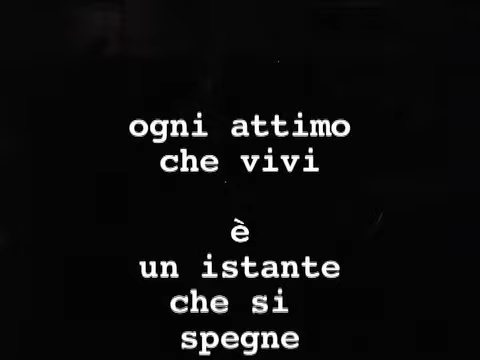 ogni attimo
che vivi
è
un istante
che si
spegne